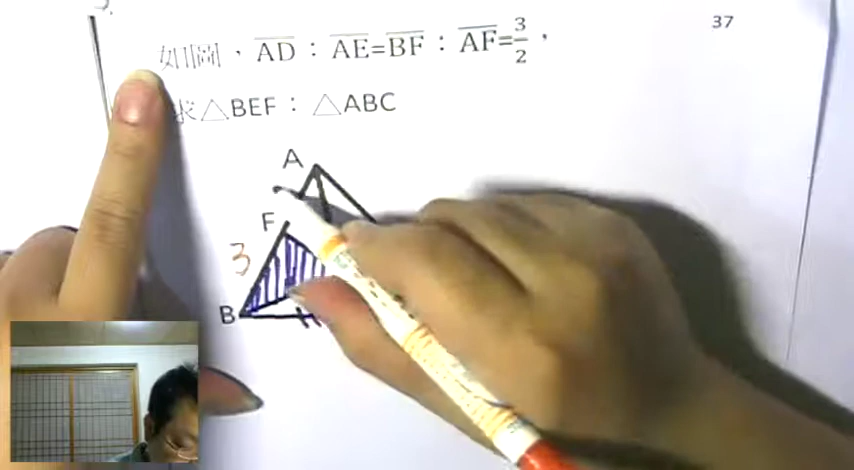 37
如圖，AD：AE=BF：AF=3/2，
求△BEF：△ABC
A
F
3
B